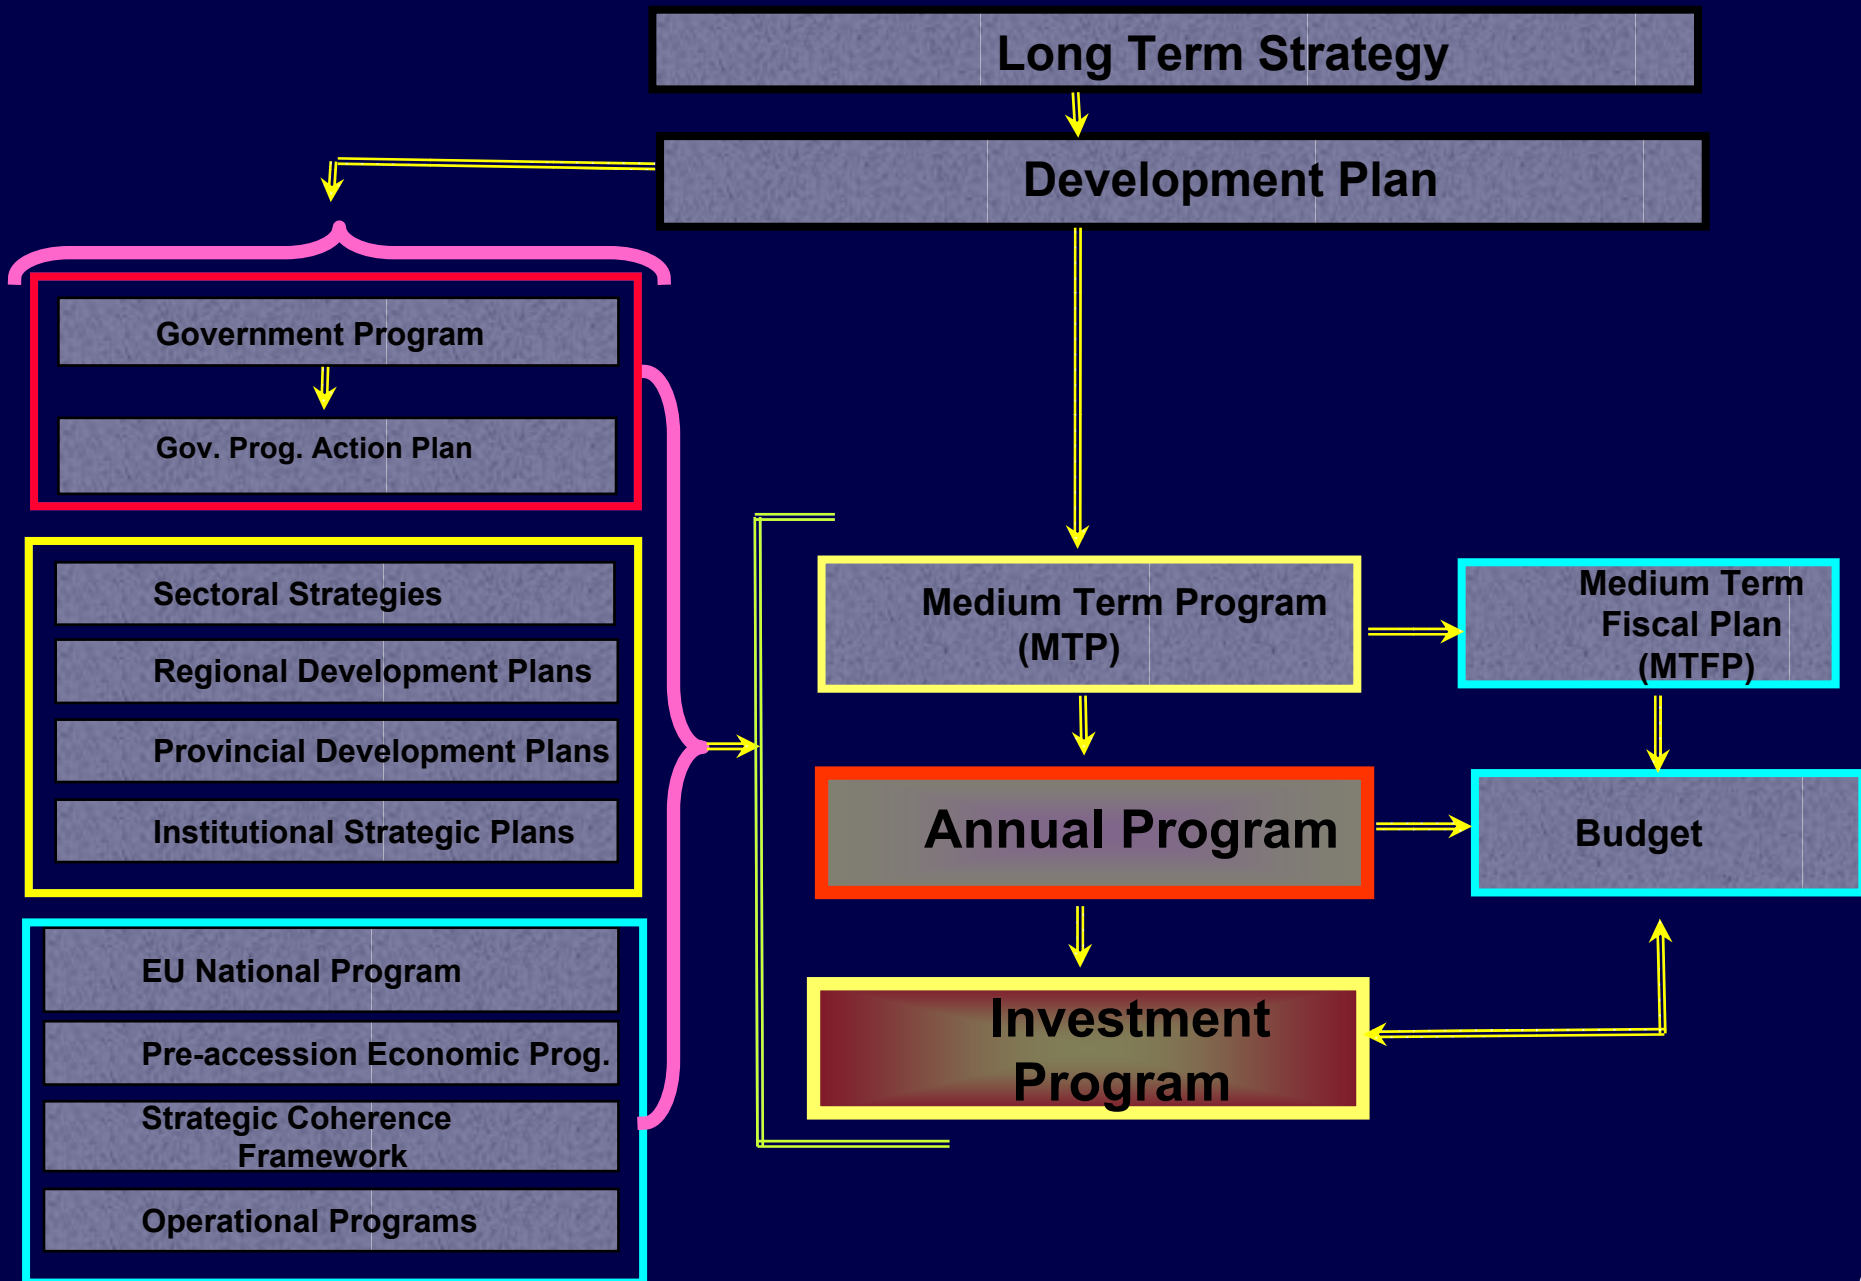 Long Term Strategy
Development Plan
Government Program
Gov. Prog. Action Plan
Sectoral Strategies
Regional Development Plans
Provincial Development Plans
Institutional Strategic Plans
EU National Program
Pre-accession Economic Prog.
Strategic Coherence
Framework
Operational Programs
Medium Term Program
(MTP)
Medium Term
Fiscal Plan
(MTFP)
Annual Program
Budget
Investment
Program